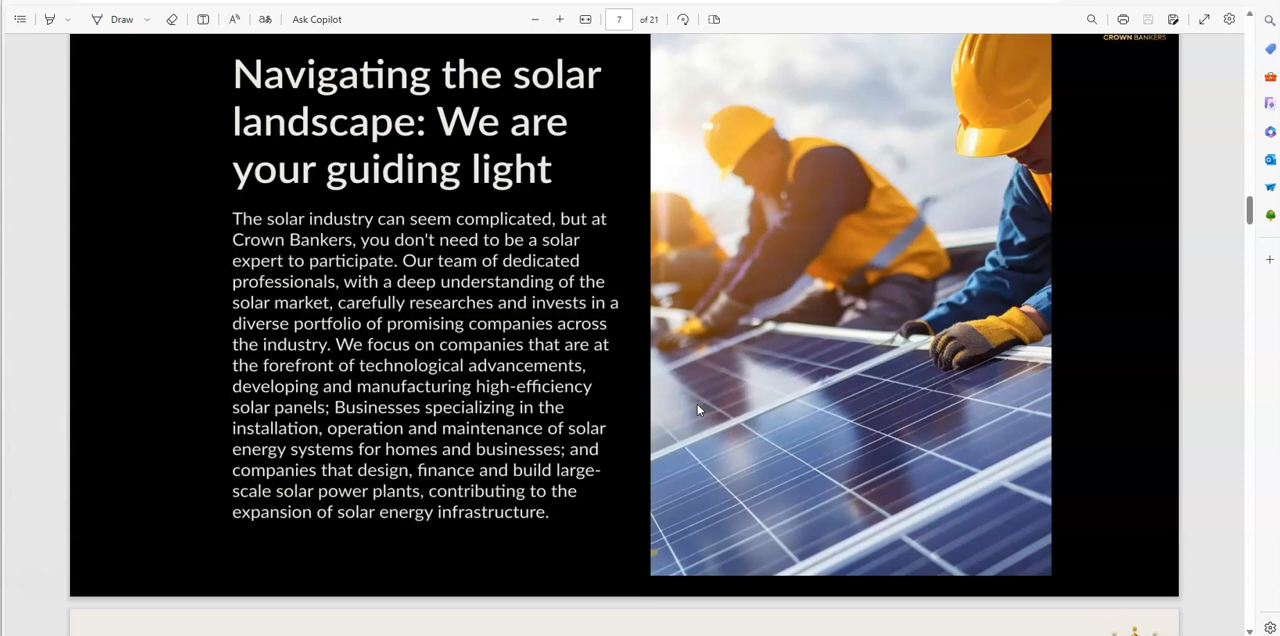 Draw
Ask Copilot
7 of 21
CROWN BANKERS
Navigating the solar
landscape: We are
your guiding light
The solar industry can seem complicated, but at
Crown Bankers, you don't need to be a solar
expert to participate. Our team of dedicated
professionals, with a deep understanding of the
solar market, carefully researches and invests in a
diverse portfolio of promising companies across
the industry. We focus on companies that are at
the forefront of technological advancements,
developing and manufacturing high-efficiency
solar panels; Businesses specializing in the
installation, operation and maintenance of solar
energy systems for homes and businesses; and
companies that design, finance and build large-
scale solar power plants, contributing to the
expansion of solar energy infrastructure.